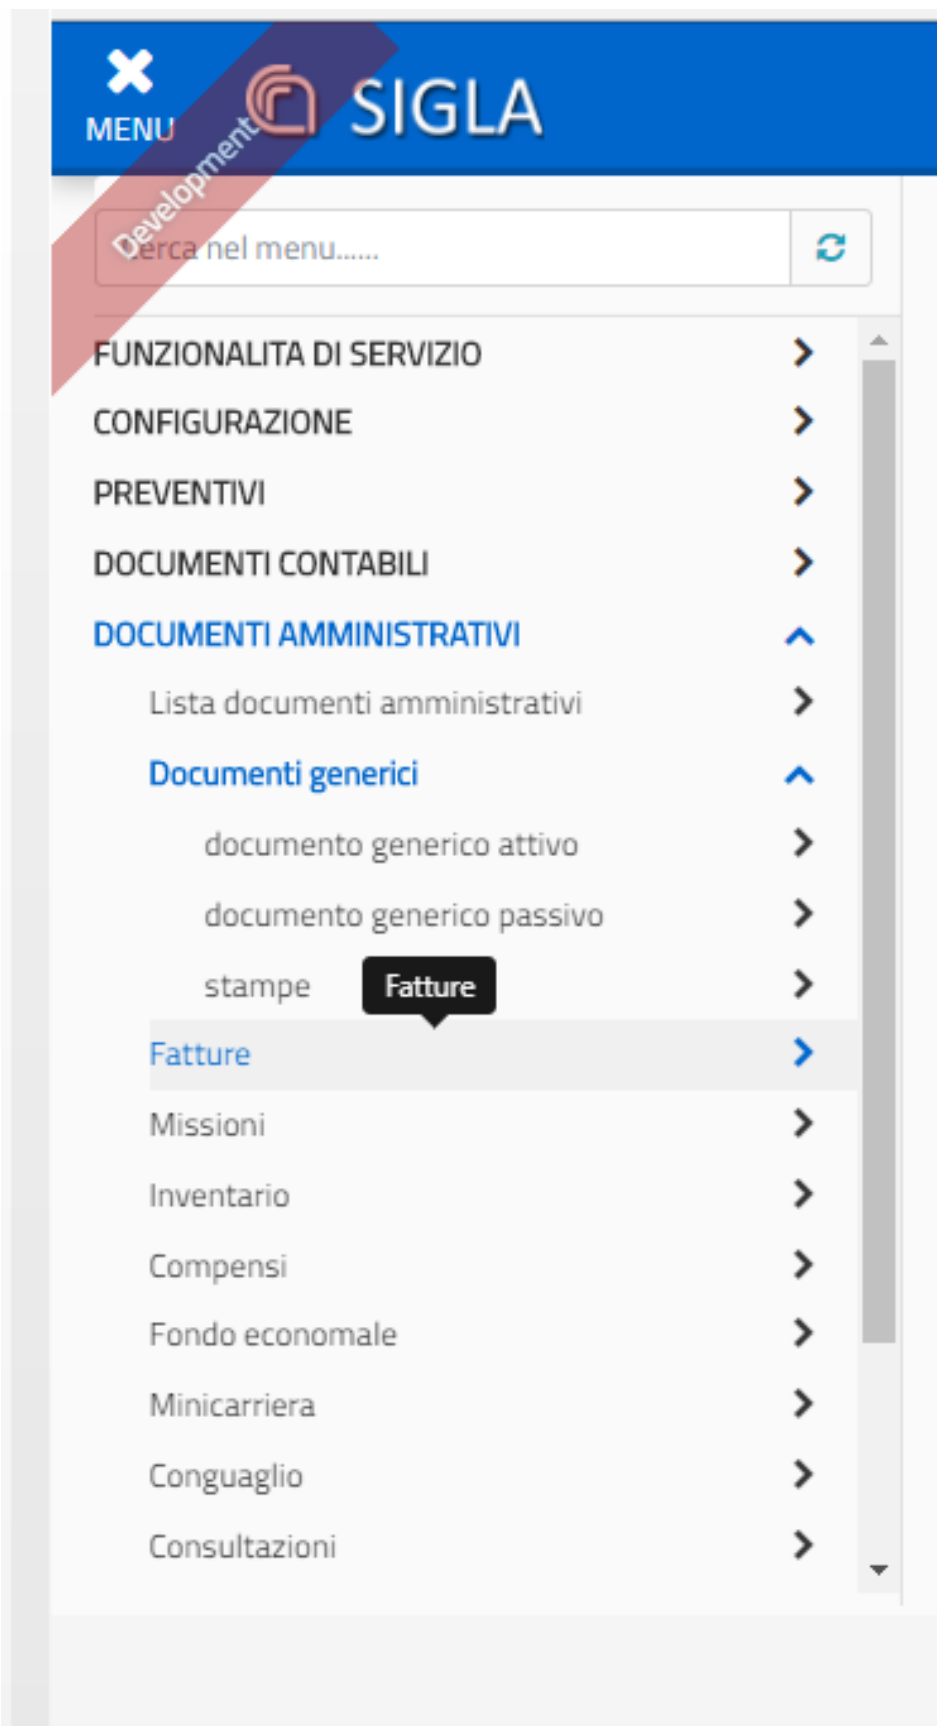 MENU
SIGLA
Development
Cerca nel menu......
FUNZIONALITA DI SERVIZIO
CONFIGURAZIONE
PREVENTIVI
DOCUMENTI CONTABILI
DOCUMENTI AMMINISTRATIVI
Lista documenti amministrativi
Documenti generici
documento generico attivo
documento generico passivo
stampe
Fatture
Fatture
Missioni
Inventario
Compensi
Fondo economale
Minicarriera
Conguaglio
Consultazioni